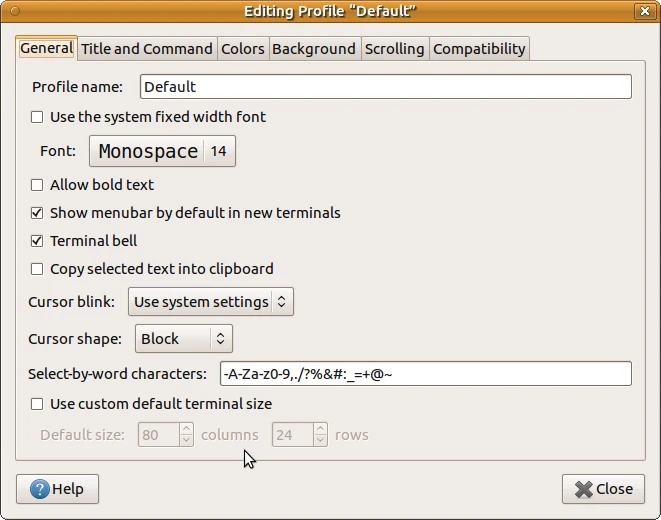 Editing Profile “Default”
General Title and Command Colors Background Scrolling Compatibility
Profile name: Default
Use the system fixed width font
Font: Monospace 14
Allow bold text
Show menubar by default in new terminals
Terminal bell
Copy selected text into clipboard
Cursor blink: Use system settings
Cursor shape: Block
Select-by-word characters: -A-Za-z0-9,./?%&#:_=+@~
Use custom default terminal size
Default size: 80 columns 24 rows
Help Close